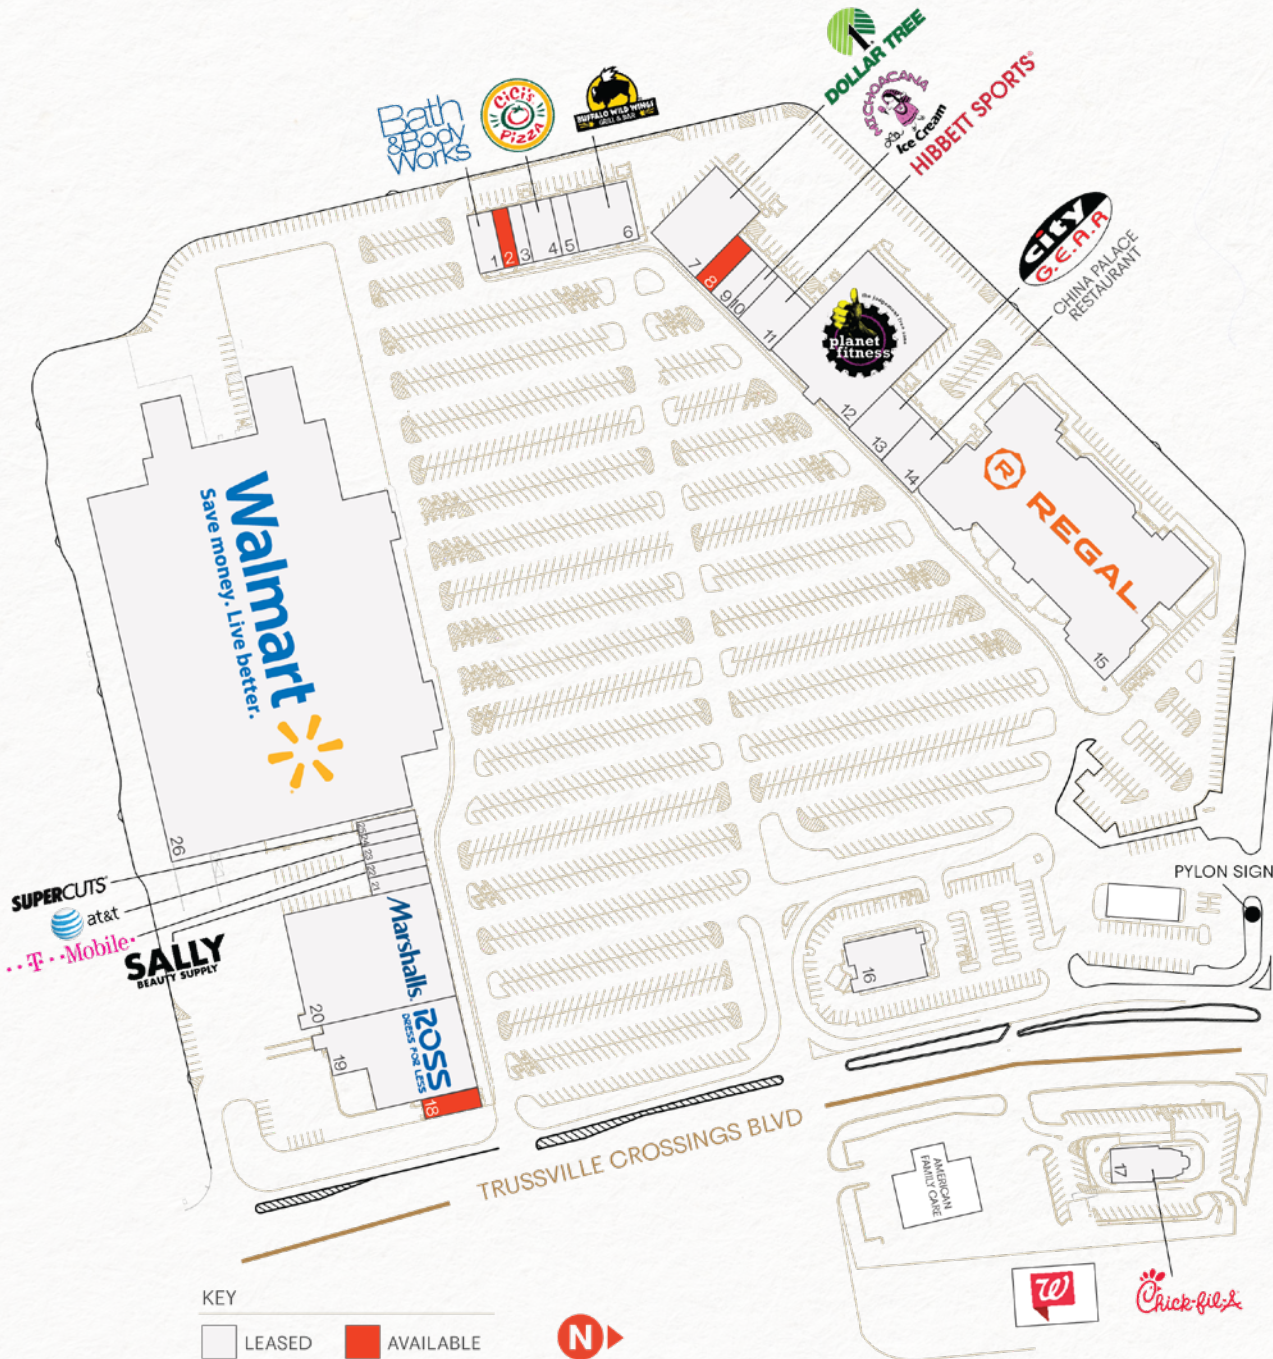 DOLLAR TREE
MICHOACANA
Ice Cream
HIBBETT SPORTS
Bath
&Body
Works
CiCi's
Pizza
BUFFALO WILD WINGS
GRILL & BAR
1
2
3
4
5
6
7
8
9
10
11
12
13
14
15
city
G.E.A.R
CHINA PALACE
RESTAURANT
the judgement free zone
planet
fitness
R REGAL
Walmart
Save money. Live better.
26
25
24
23
22
21
SUPERCUTS
at&t
T Mobile
SALLY
BEAUTY SUPPLY
Marshalls.
20
ROSS
DRESS FOR LESS
19
18
16
PYLON SIGN
TRUSSVILLE CROSSINGS BLVD
AMERICAN
FAMILY CARE
17
W
Chick-fil-A
KEY
LEASED
AVAILABLE
N